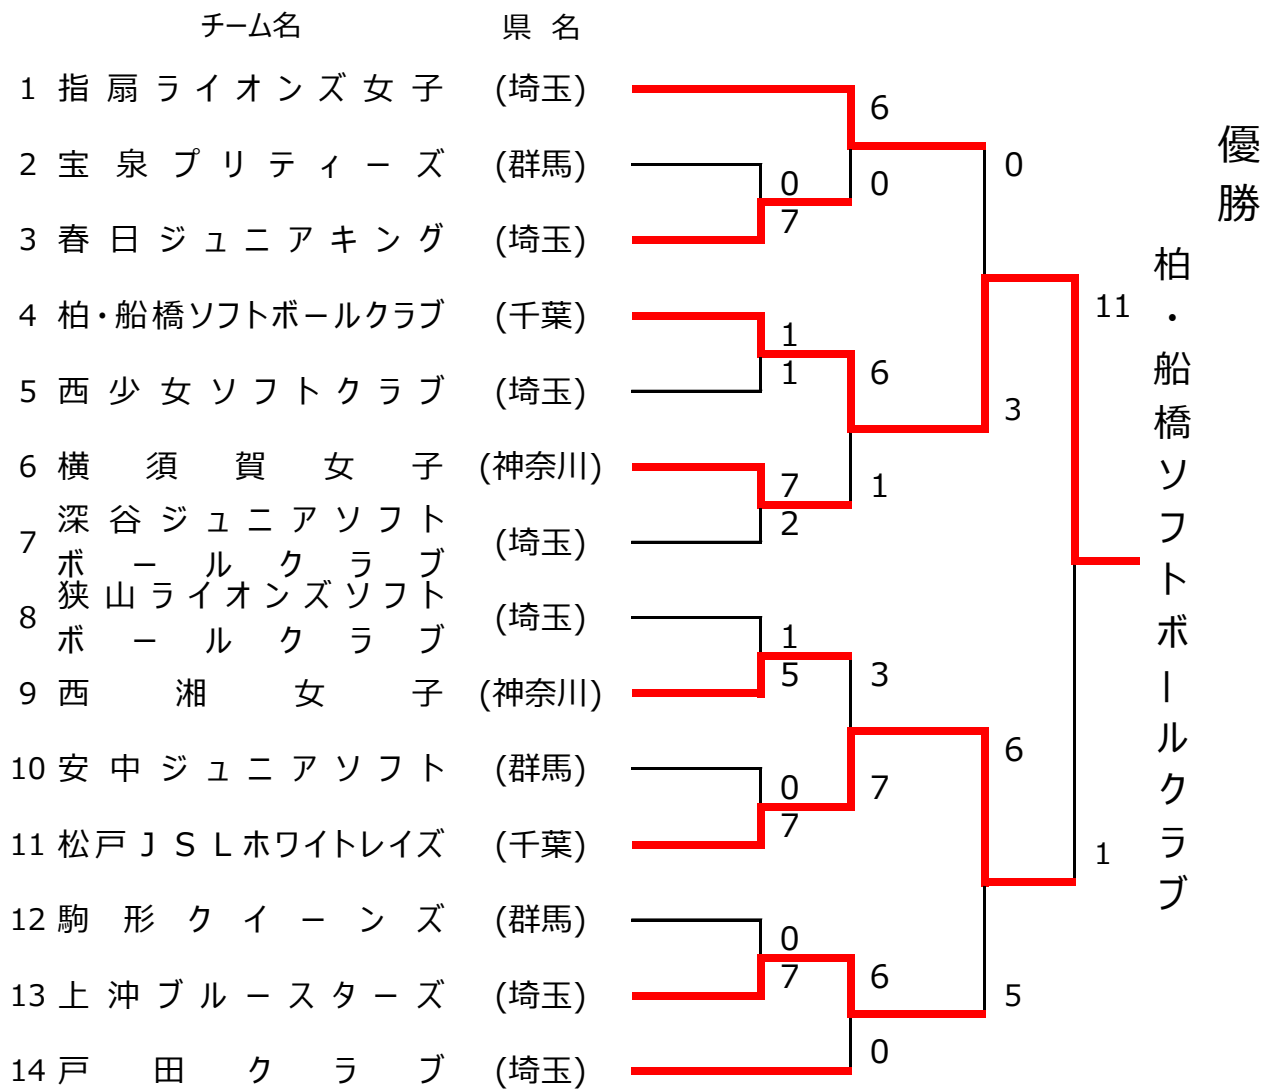 チーム名 県 名
1 指扇ライオンズ女子 (埼玉)
2 宝泉プリティーズ (群馬)
3 春日ジュニアキング (埼玉)
4 柏・船橋ソフトボールクラブ (千葉)
5 西少女ソフトクラブ (埼玉)
6 横須賀女子 (神奈川)
7 深谷ジュニアソフト
ボールクラブ (埼玉)
8 狭山ライオンズソフト
ボールクラブ (埼玉)
9 西湘女子 (神奈川)
10 安中ジュニアソフト (群馬)
11 松戸JSLホワイトレイズ (千葉)
12 駒形クイーンズ (群馬)
13 上沖ブルースターズ (埼玉)
14 戸田クラブ (埼玉)
0
7
1
1
7
2
1
5
0
7
0
7
6
0
6
1
3
7
6
0
0
3
6
5
11
1
優勝
柏・船橋ソフトボールクラブ